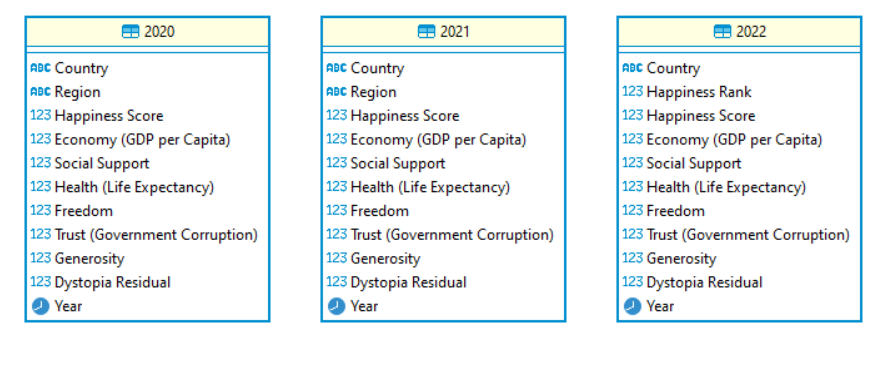 2020
ABC Country
ABC Region
123 Happiness Score
123 Economy (GDP per Capita)
123 Social Support
123 Health (Life Expectancy)
123 Freedom
123 Trust (Government Corruption)
123 Generosity
123 Dystopia Residual
Year
2021
ABC Country
ABC Region
123 Happiness Score
123 Economy (GDP per Capita)
123 Social Support
123 Health (Life Expectancy)
123 Freedom
123 Trust (Government Corruption)
123 Generosity
123 Dystopia Residual
Year
2022
ABC Country
123 Happiness Rank
123 Happiness Score
123 Economy (GDP per Capita)
123 Social Support
123 Health (Life Expectancy)
123 Freedom
123 Trust (Government Corruption)
123 Generosity
123 Dystopia Residual
Year